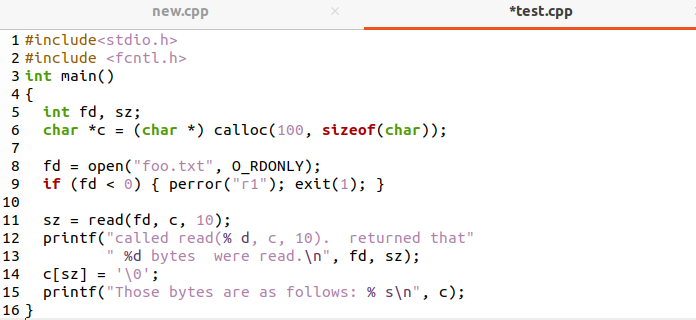 new.cpp × *test.cpp
1 #include<stdio.h>
2 #include <fcntl.h>
3 int main()
4 {
5   int fd, sz;
6   char *c = (char *) calloc(100, sizeof(char));
7
8   fd = open("foo.txt", O_RDONLY);
9   if (fd < 0) { perror("r1"); exit(1); }
10
11   sz = read(fd, c, 10);
12   printf("called read(% d, c, 10).  returned that"
13          " %d bytes  were read.\n", fd, sz);
14   c[sz] = '\0';
15   printf("Those bytes are as follows: % s\n", c);
16 }